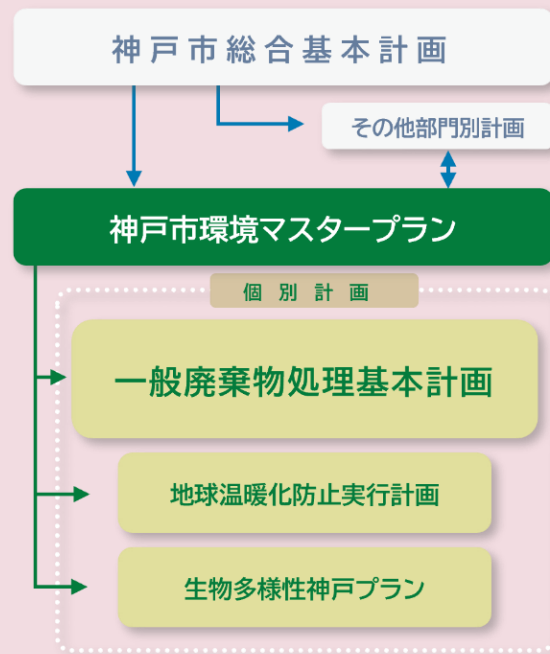 神戸市総合基本計画
その他部門別計画
神戸市環境マスタープラン
個別計画
一般廃棄物処理基本計画
地球温暖化防止実行計画
生物多様性神戸プラン